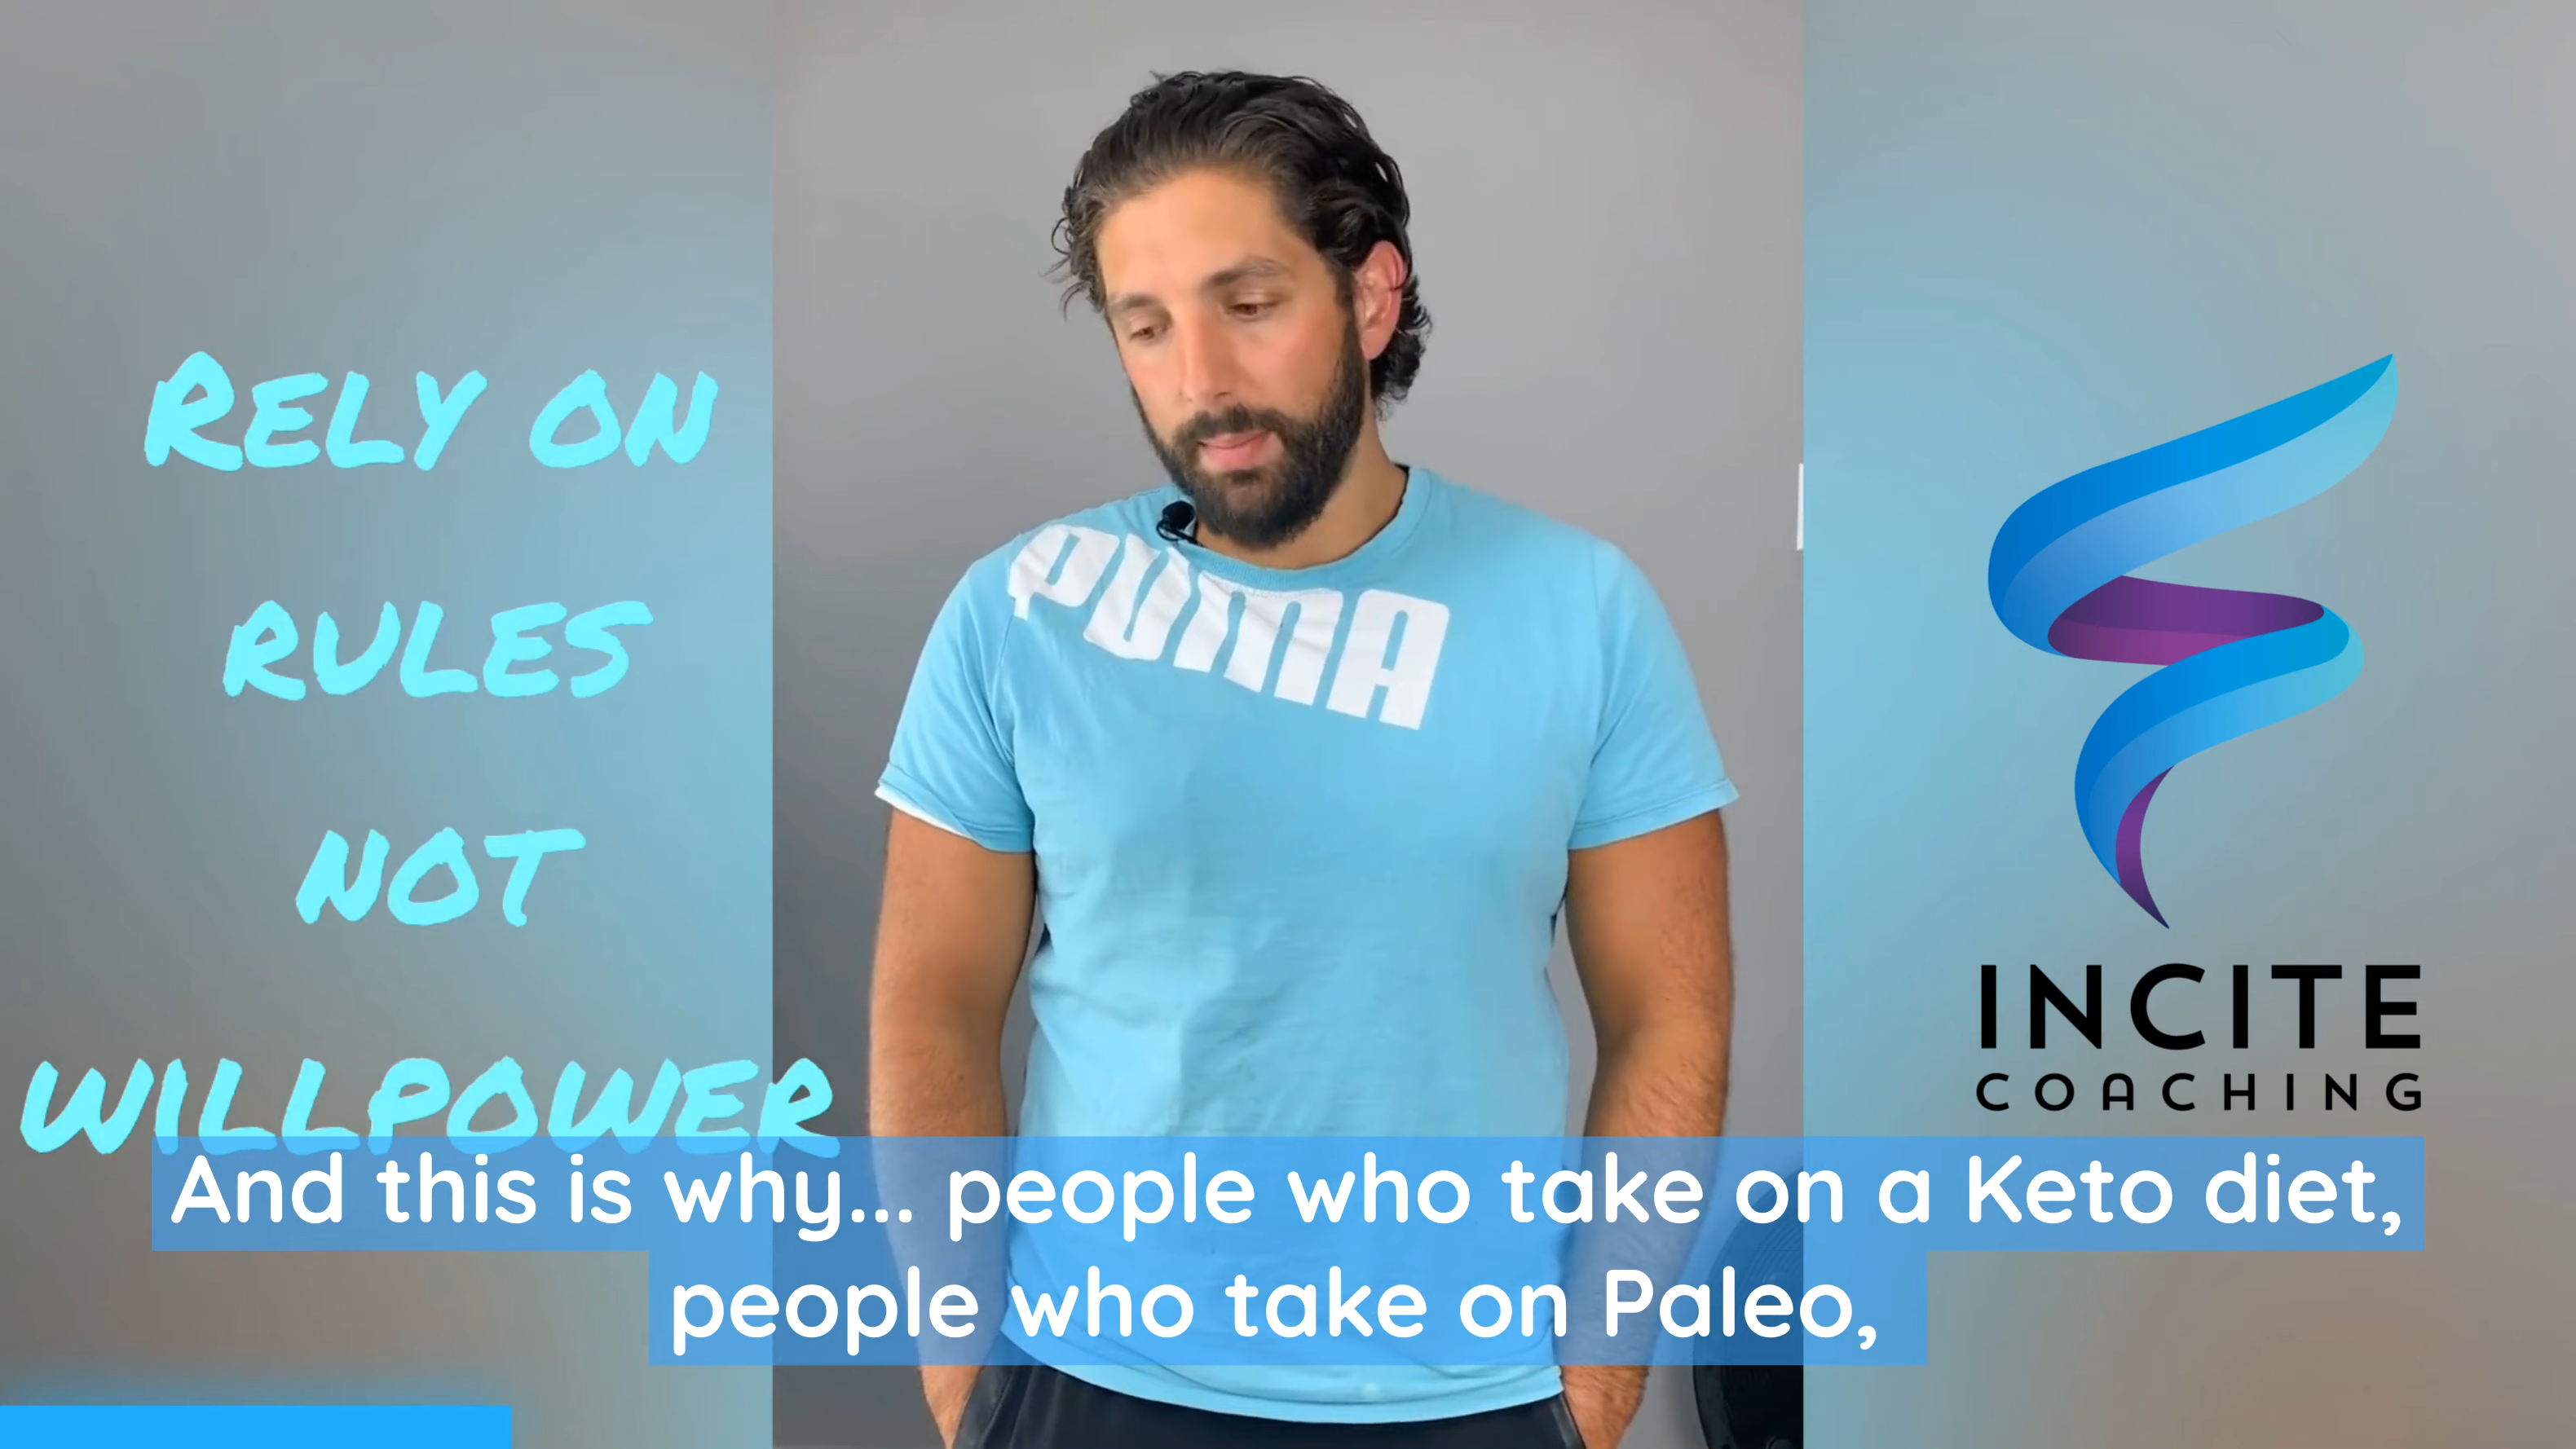 Rely on
rules
not
willpower
PUMA
INCITE
COACHING
And this is why... people who take on a Keto diet,
people who take on Paleo,